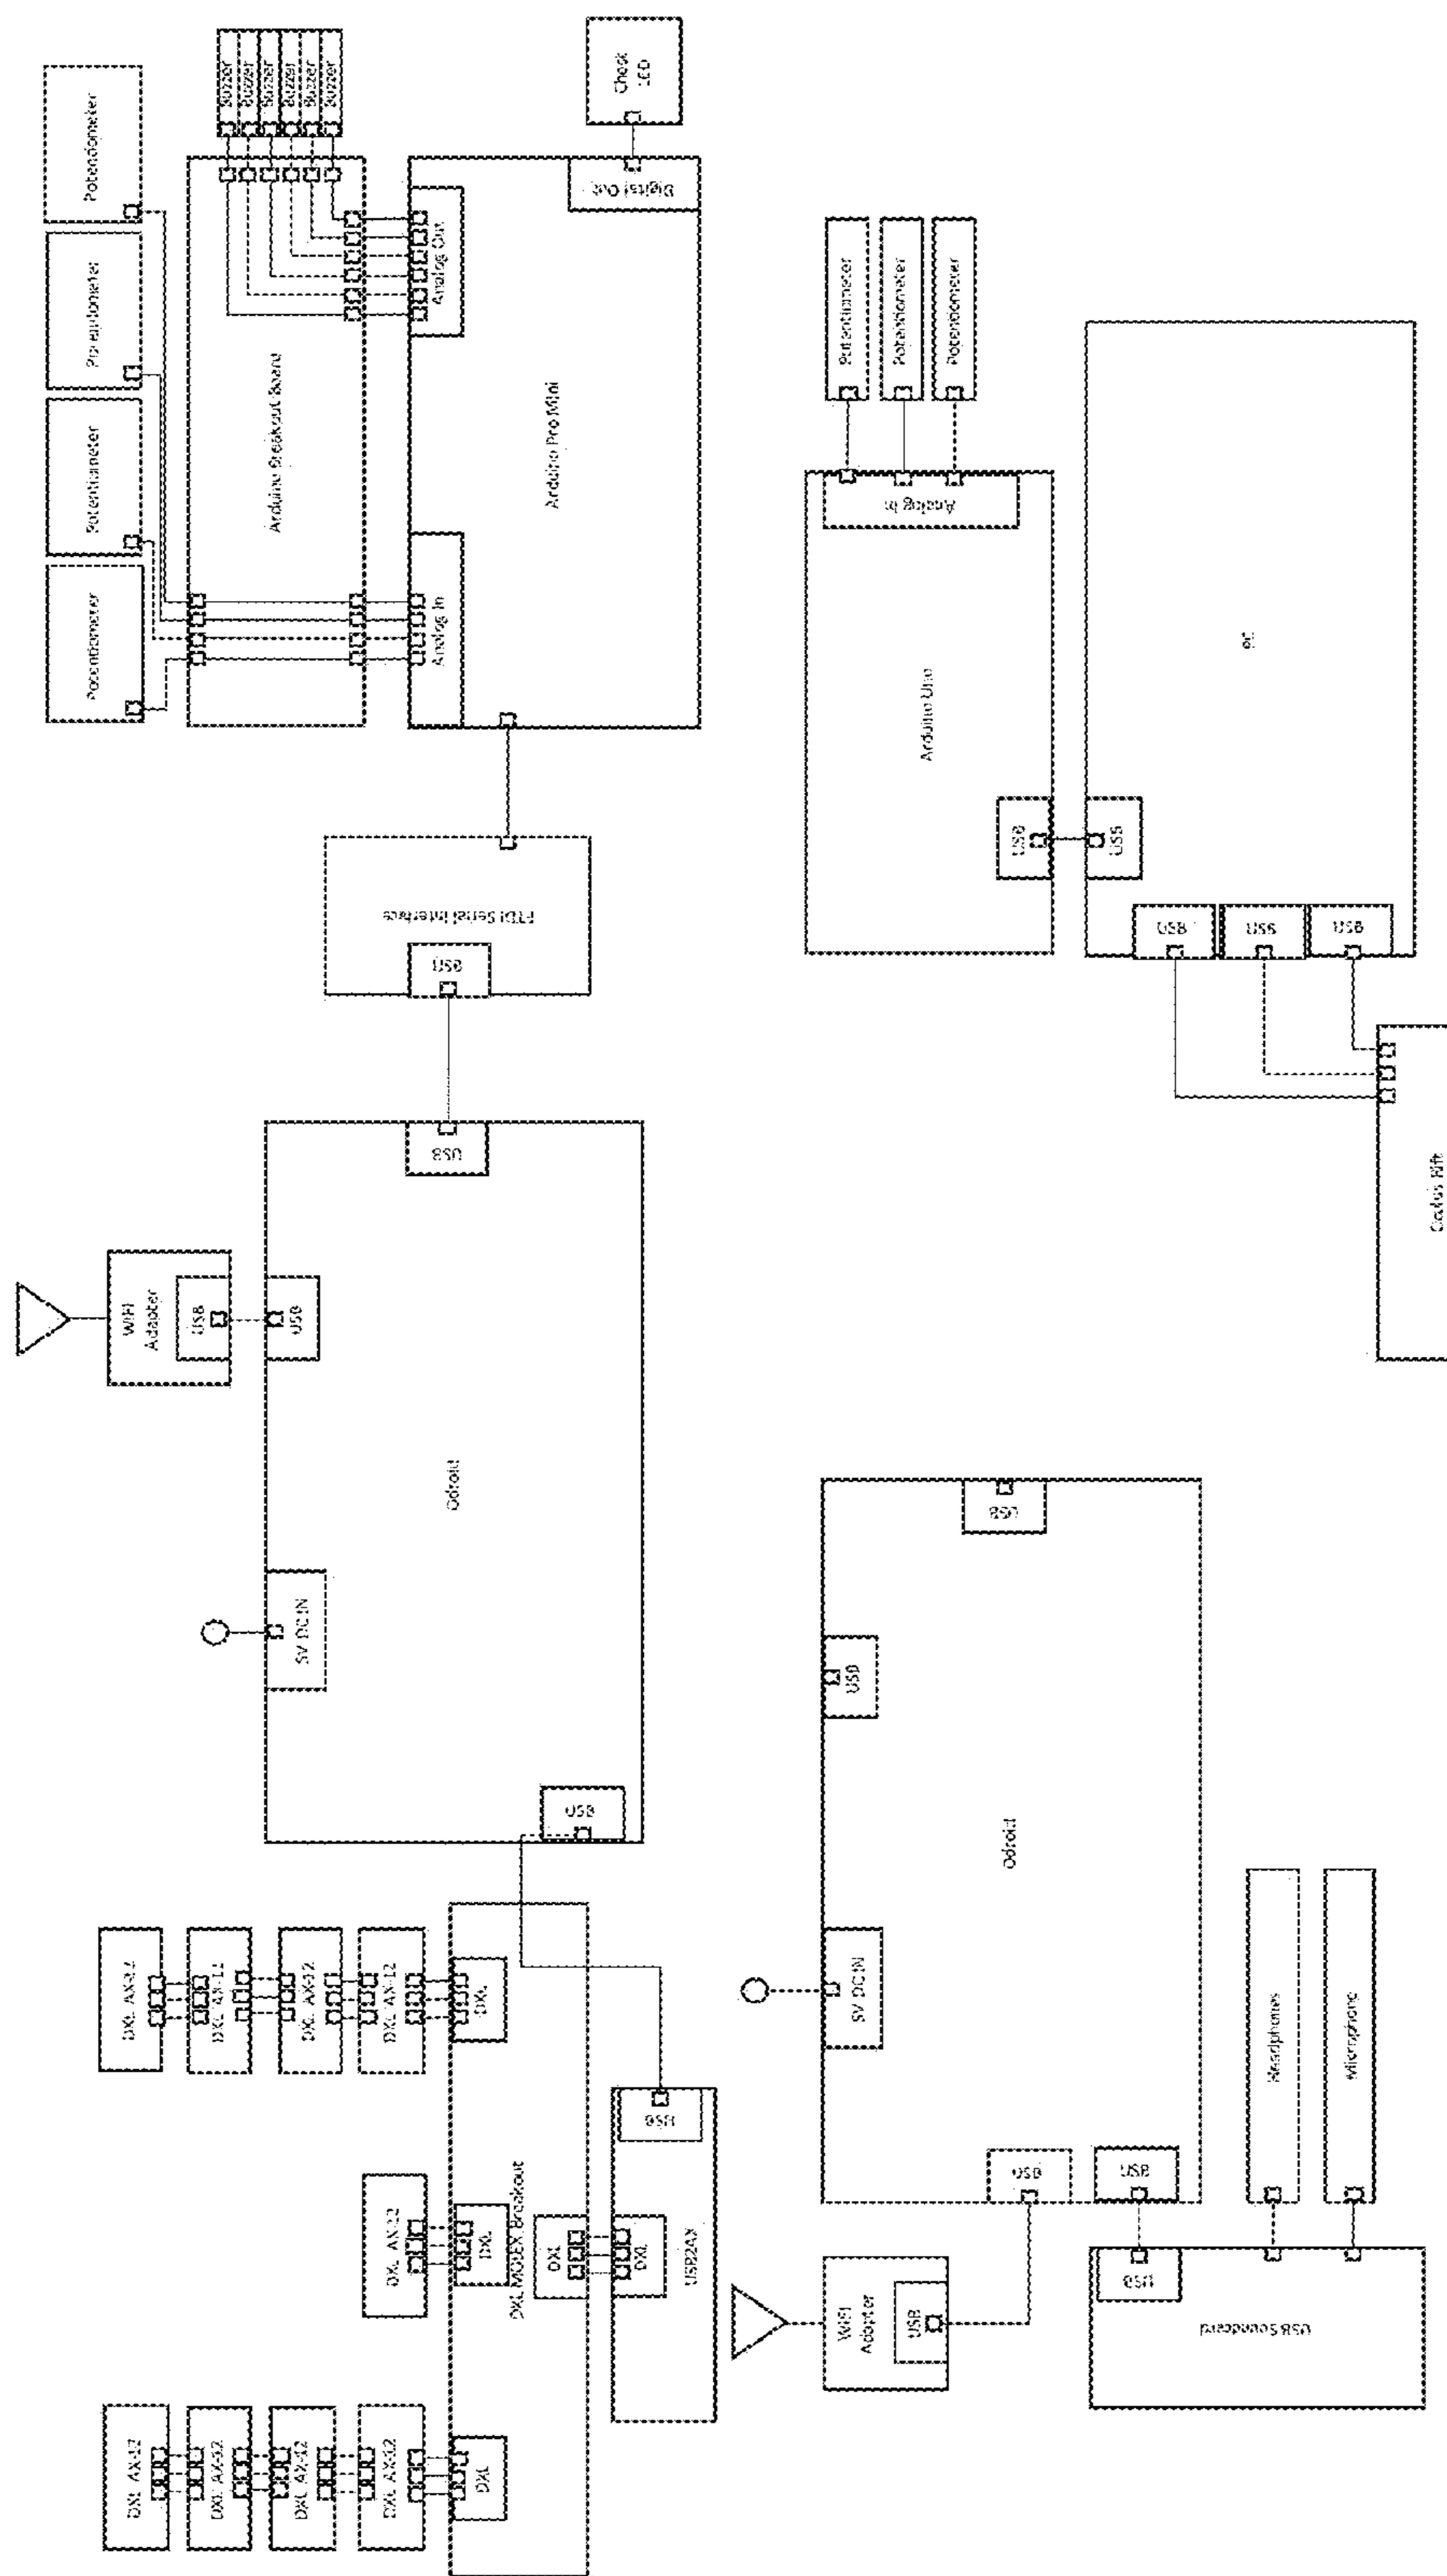 Potentiometer
Potentiometer
Potentiometer
Potentiometer
Buzzer
Buzzer
Buzzer
Buzzer
Buzzer
Buzzer
Check
LED
Arduino Breakout Board
Analog In
Analog Out
Digital Out
Arduino Pro Mini
FTDI Serial Interface
USB
Potentiometer
Potentiometer
Potentiometer
Analog In
Arduino Uno
USB
USB
PC
USB
USB
USB
Oculus Rift
WIFI
Adapter
USB
USB
USB
Odroid
5V DC IN
USB
DXL AX-12
DXL AX-12
DXL AX-12
DXL AX-12
DXL
DXL AX-12
DXL
DXL MOLEX Breakout
DXL
DXL
USB
USB2AX
DXL AX-12
DXL AX-12
DXL AX-12
DXL AX-12
DXL
USB
USB
Odroid
5V DC IN
USB
USB
WIFI
Adapter
USB
Headphones
Microphone
USB
USB Soundcard